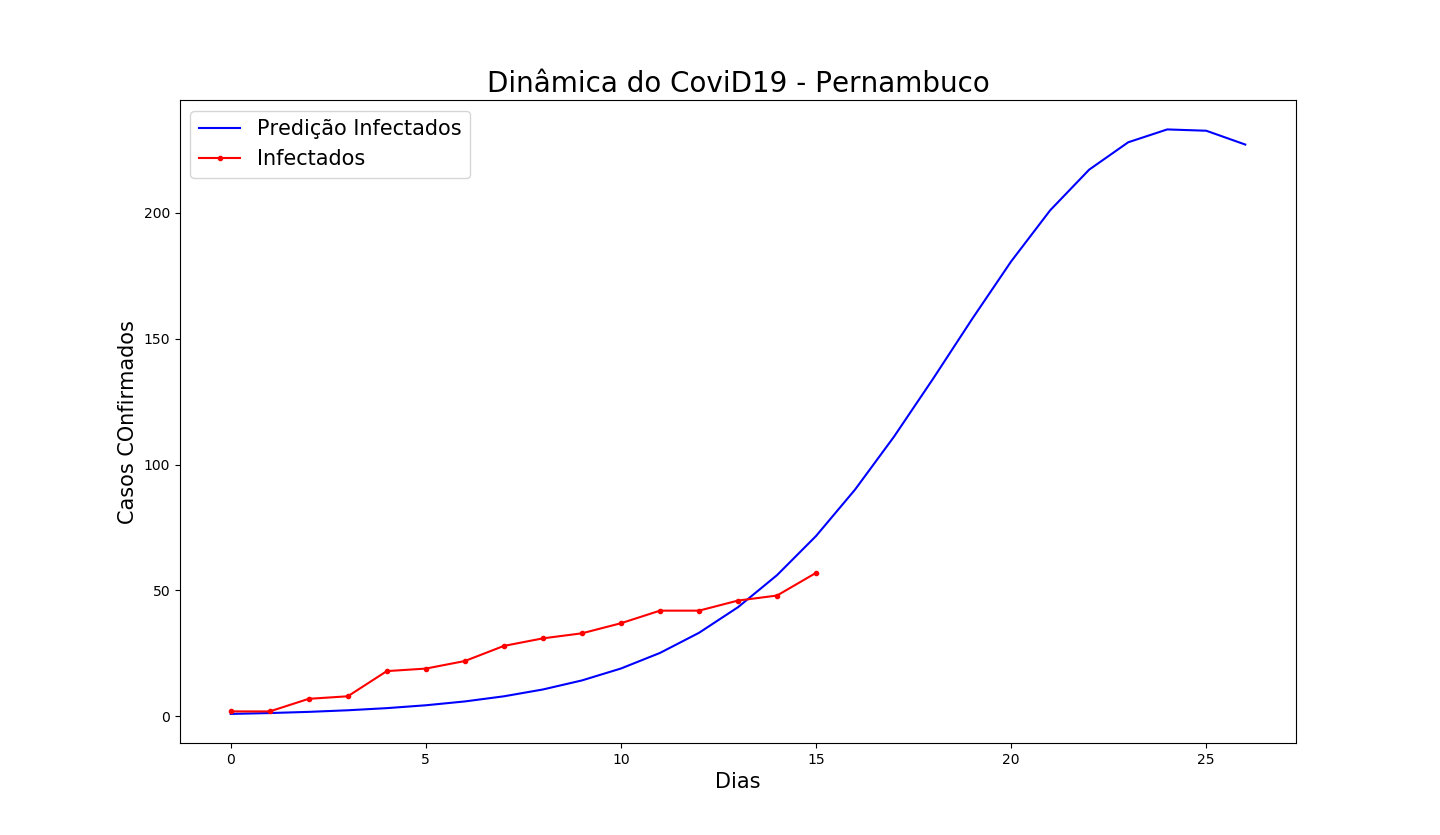 Dinâmica do CoviD19 - Pernambuco
Predição Infectados
Infectados
Casos COnfirmados
200
150
100
50
0
0 5 10 15 20 25
Dias